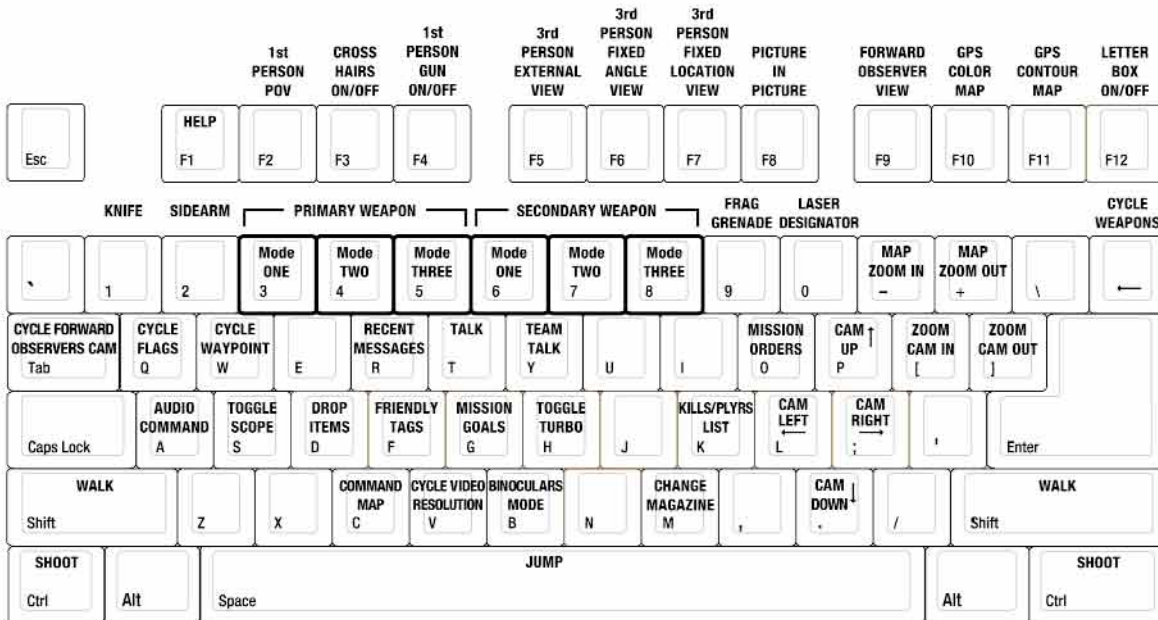 1st PERSON POV
CROSS HAIRS ON/OFF
1st PERSON GUN ON/OFF
3rd PERSON EXTERNAL VIEW
3rd PERSON FIXED ANGLE VIEW
3rd PERSON FIXED LOCATION VIEW
PICTURE IN PICTURE
FORWARD OBSERVER VIEW
GPS COLOR MAP
GPS CONTOUR MAP
LETTER BOX ON/OFF
Esc
HELP F1
F2
F3
F4
F5
F6
F7
F8
F9
F10
F11
F12
KNIFE
SIDEARM
PRIMARY WEAPON
SECONDARY WEAPON
FRAG GRENADE
LASER DESIGNATOR
CYCLE WEAPONS
`
1
2
Mode ONE 3
Mode TWO 4
Mode THREE 5
Mode ONE 6
Mode TWO 7
Mode THREE 8
9
0
MAP ZOOM IN -
MAP ZOOM OUT +
\
←
CYCLE FORWARD OBSERVERS CAM Tab
CYCLE FLAGS Q
CYCLE WAYPOINT W
E
RECENT MESSAGES R
TALK T
TEAM TALK Y
U
I
MISSION ORDERS O
CAM UP ↑ P
ZOOM CAM IN [
ZOOM CAM OUT ]
Caps Lock
AUDIO COMMAND A
TOGGLE SCOPE S
DROP ITEMS D
FRIENDLY TAGS F
MISSION GOALS G
TOGGLE TURBO H
J
KILLS/PLYRS LIST K
CAM LEFT ← L
CAM RIGHT → ;
'
Enter
WALK Shift
Z
X
COMMAND MAP C
CYCLE VIDEO RESOLUTION V
BINOCULARS MODE B
N
CHANGE MAGAZINE M
,
CAM DOWN ↓ .
/
WALK Shift
SHOOT Ctrl
Alt
JUMP Space
Alt
SHOOT Ctrl